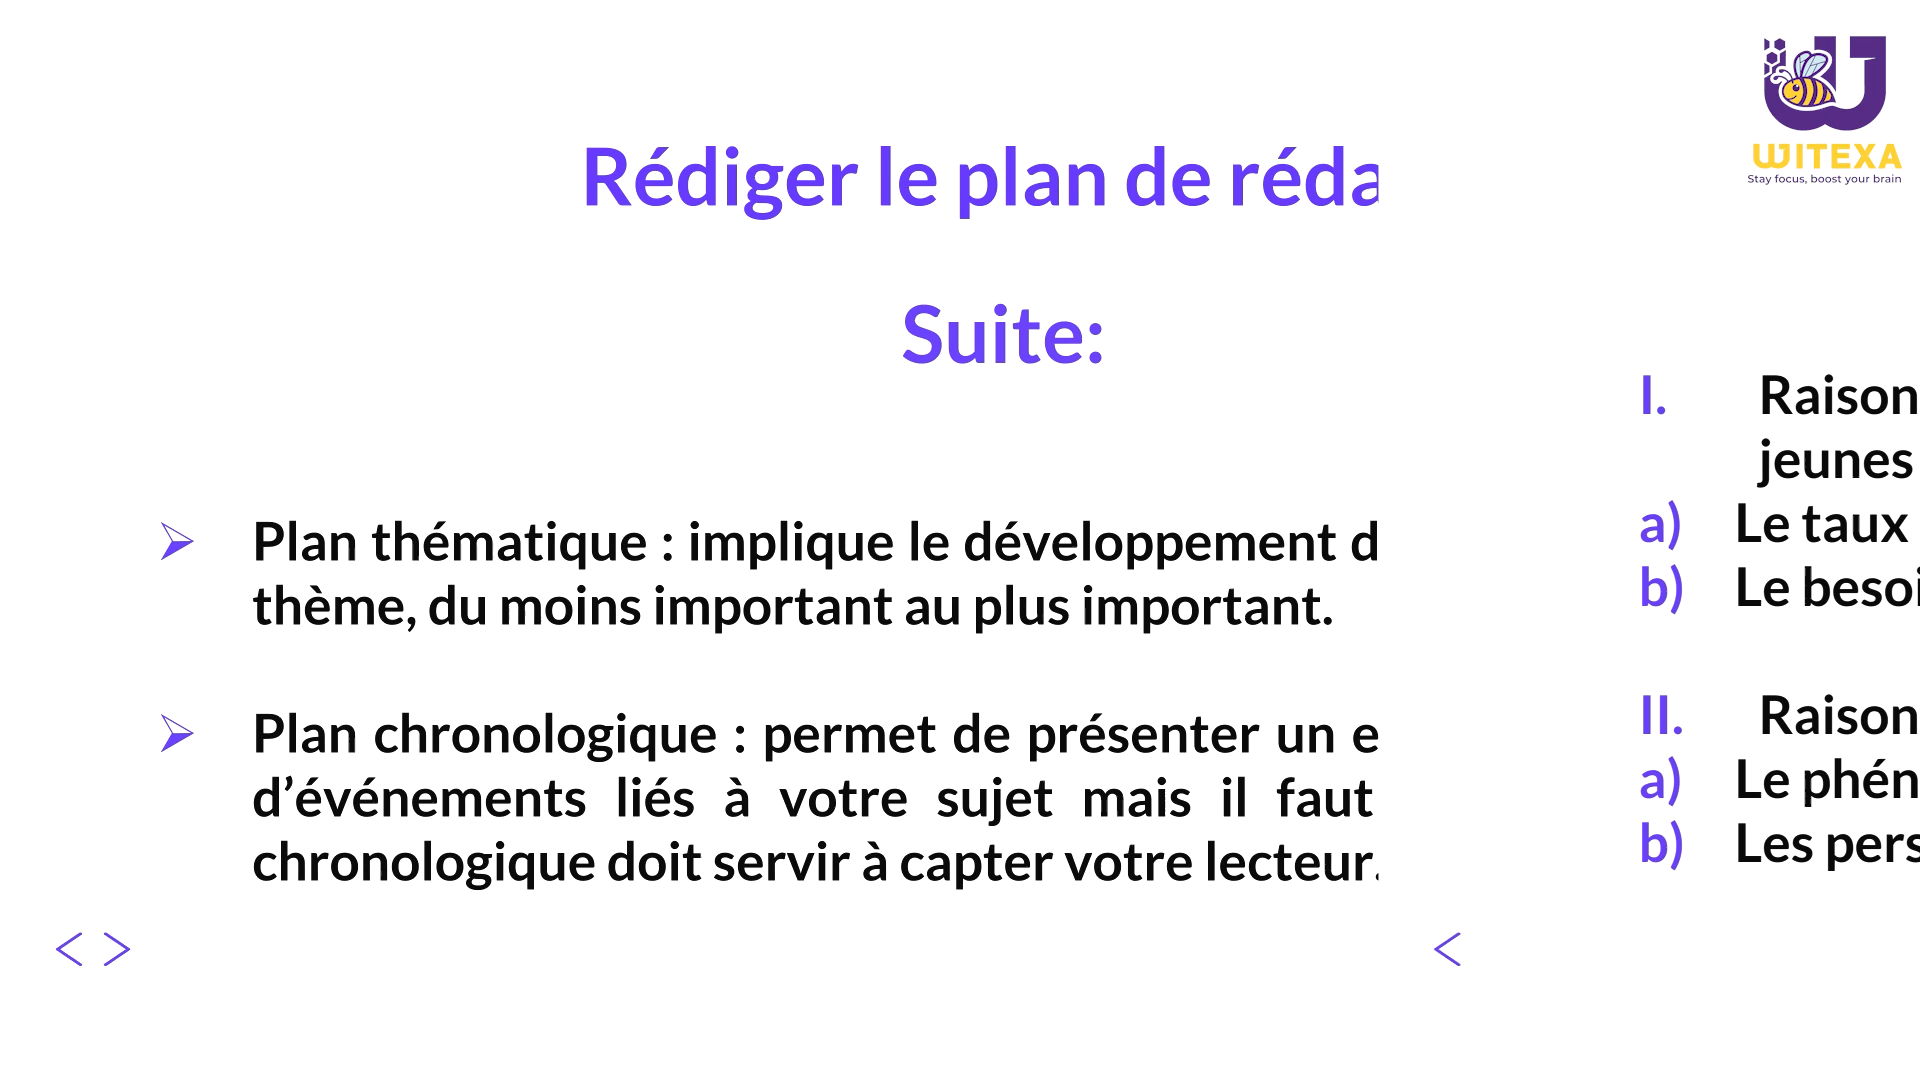 WITEXA
Stay focus, boost your brain
Rédiger le plan de réda
Suite:
➢ Plan thématique : implique le développement d
thème, du moins important au plus important.
➢ Plan chronologique : permet de présenter un e
d’événements liés à votre sujet mais il faut
chronologique doit servir à capter votre lecteur.
I. Raison
jeunes
a) Le taux
b) Le besoi
II. Raison
a) Le phén
b) Les pers